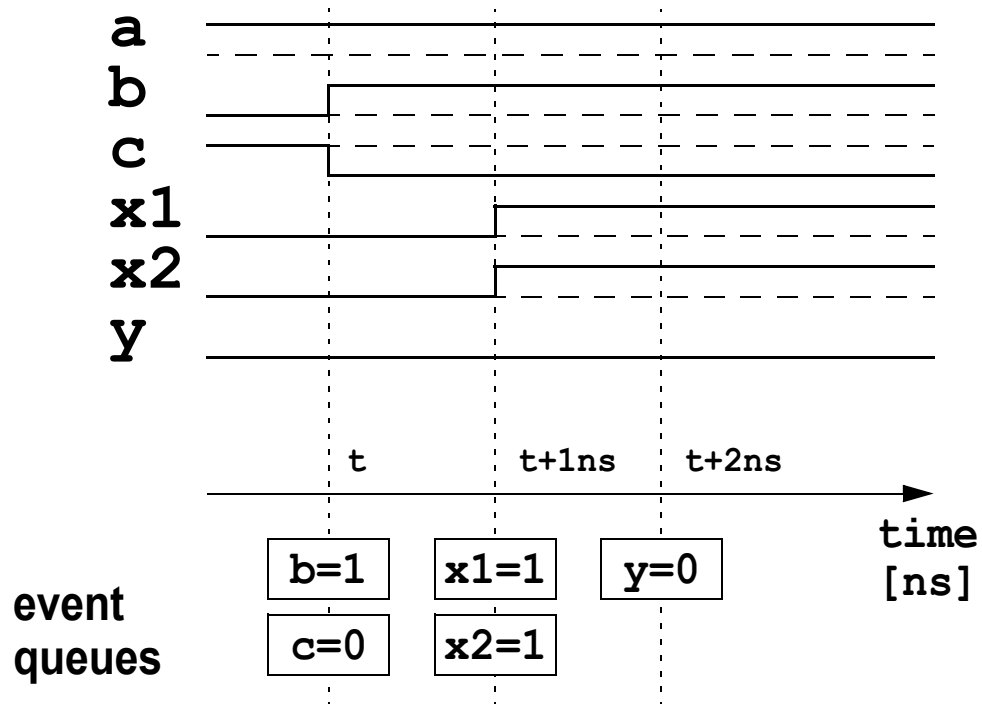 a
b
c
x1
x2
y
t t+1ns t+2ns
time
[ns]
event
queues
b=1 x1=1 y=0
c=0 x2=1